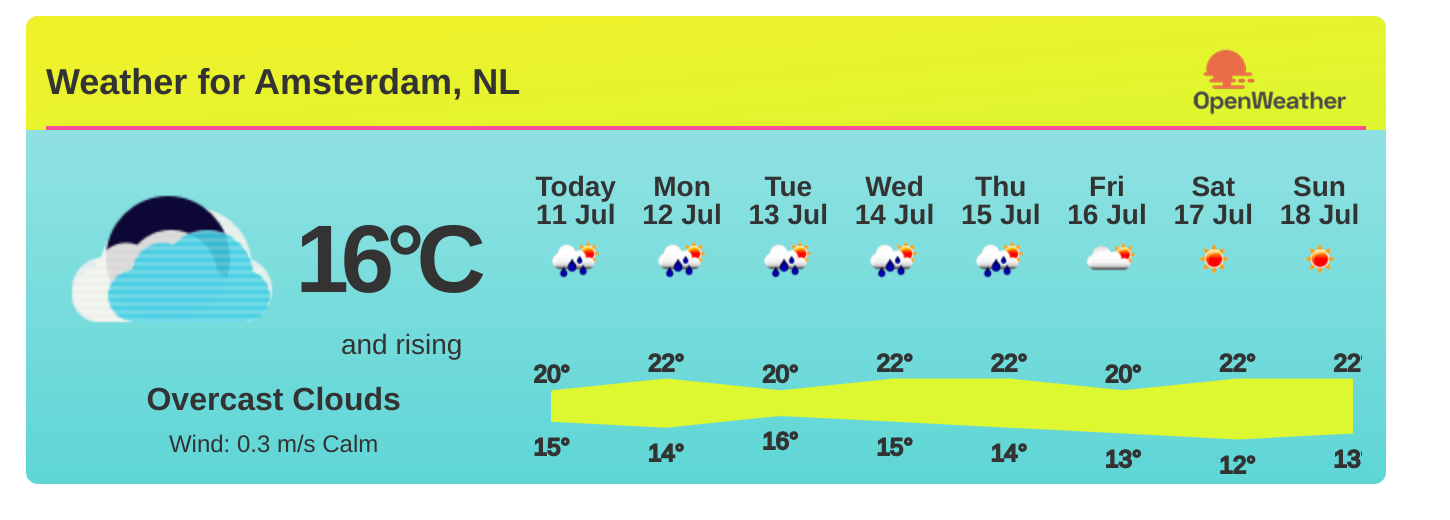 Weather for Amsterdam, NL
OpenWeather
16°C
and rising
Overcast Clouds
Wind: 0.3 m/s Calm
Today Mon Tue Wed Thu Fri Sat Sun
11 Jul 12 Jul 13 Jul 14 Jul 15 Jul 16 Jul 17 Jul 18 Jul
20° 22° 20° 22° 22° 20° 22° 22°
15° 14° 16° 15° 14° 13° 12° 13°